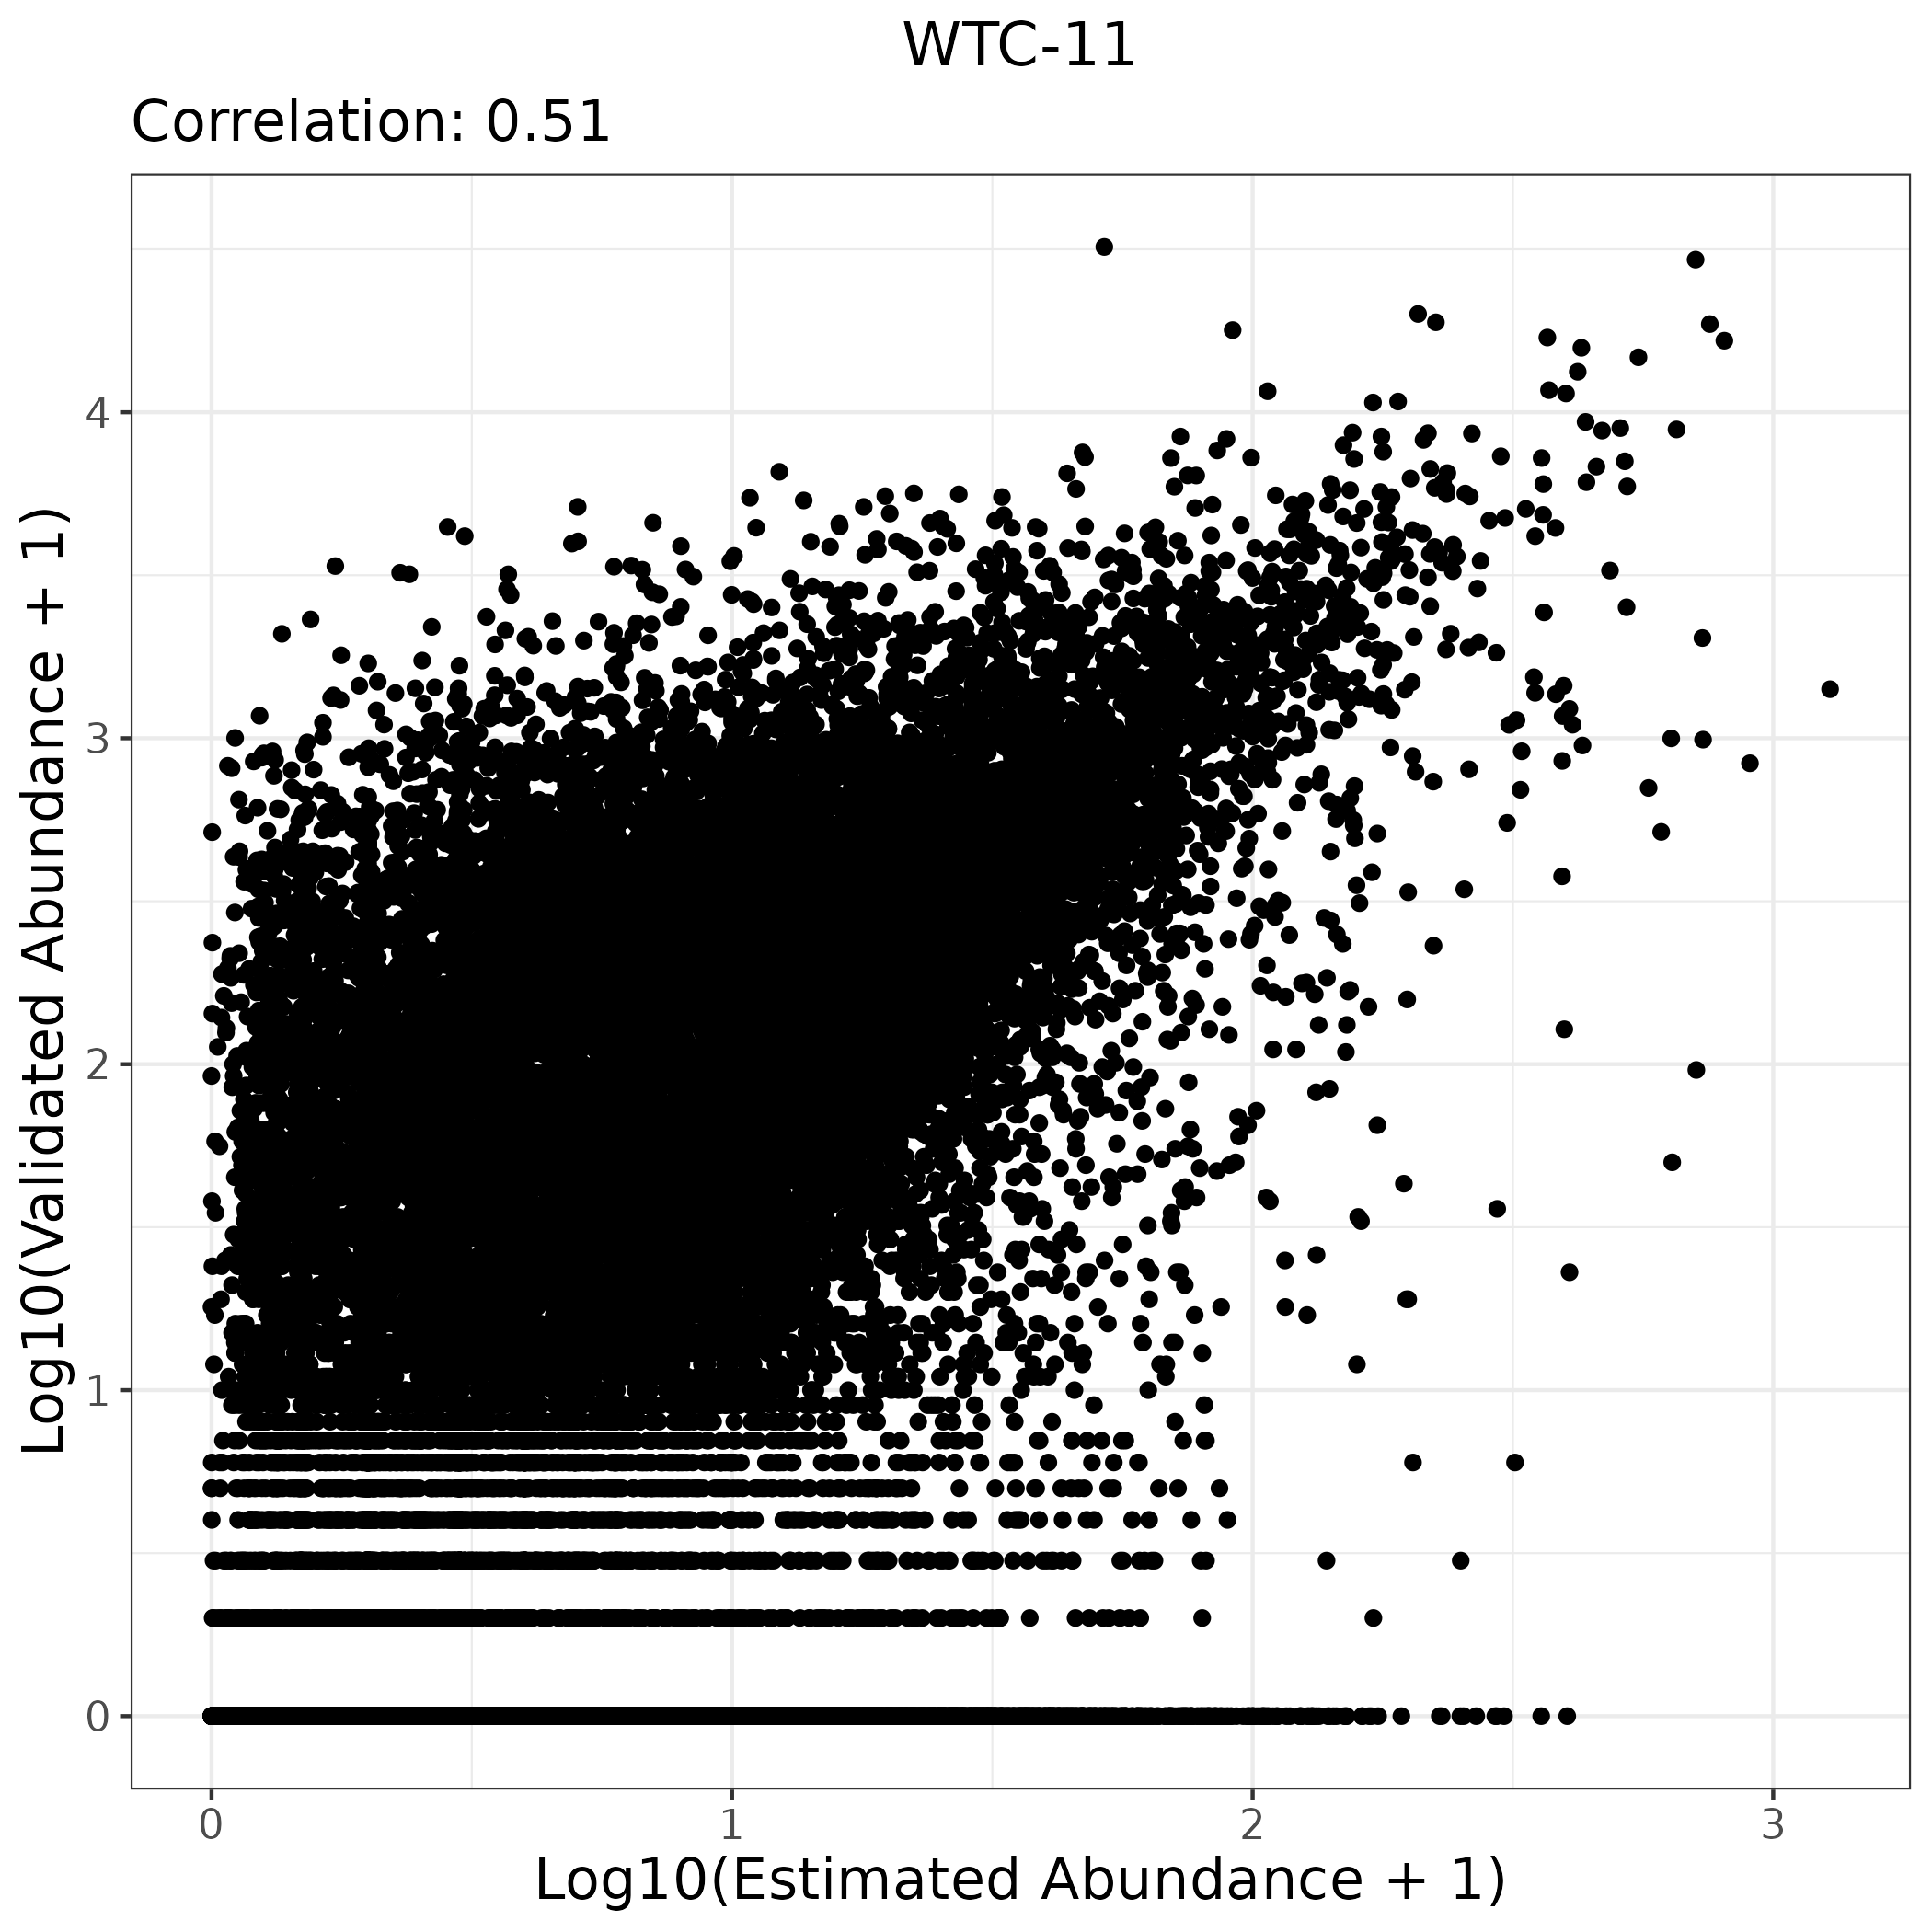 WTC-11
Correlation: 0.51
Log10(Validated Abundance + 1)
4
3
2
1
0
0 1 2 3
Log10(Estimated Abundance + 1)